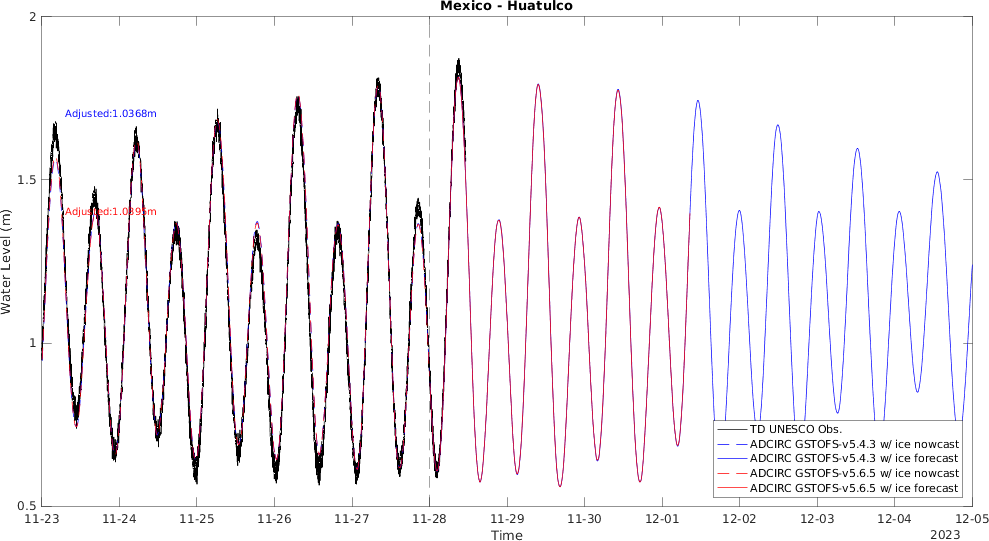 Mexico - Huatulco
2
1.5
1
0.5
Water Level (m)
Adjusted:1.0368m
Adjusted:1.0395m
TD UNESCO Obs.
ADCIRC GSTOFS-v5.4.3 w/ ice nowcast
ADCIRC GSTOFS-v5.4.3 w/ ice forecast
ADCIRC GSTOFS-v5.6.5 w/ ice nowcast
ADCIRC GSTOFS-v5.6.5 w/ ice forecast
11-23 11-24 11-25 11-26 11-27 11-28 11-29 11-30 12-01 12-02 12-03 12-04 12-05
Time
2023